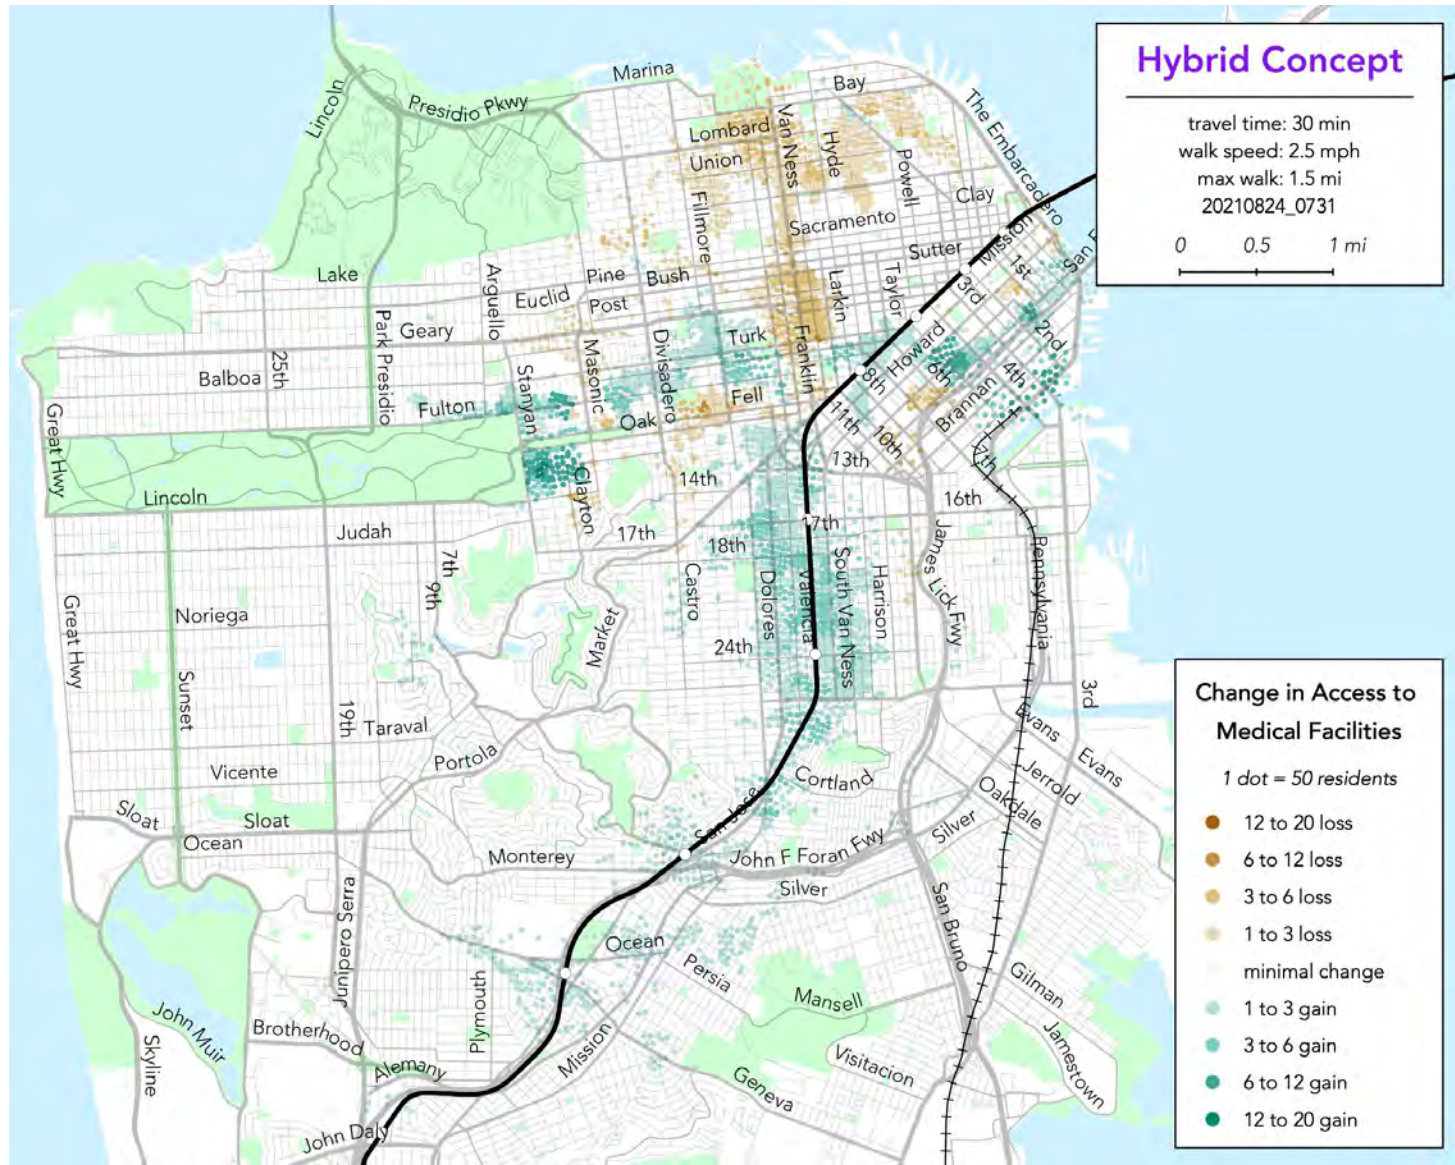 Hybrid Concept
travel time: 30 min
walk speed: 2.5 mph
max walk: 1.5 mi
20210824_0731
0 0.5 1 mi
Marina
Bay
Presidio Pkwy
Lincoln
Lombard
Van Ness
Hyde
The Embarcadero
Union
Powell
Fillmore
Clay
Sacramento
Sutter
Mission
1st
Lake
Arguello
Pine
Bush
Larkin
Taylor
3rd
Euclid
Post
Geary
Park Presidio
Turk
Franklin
Howard
2nd
25th
Balboa
Stanyan
Masonic
Divisadero
8th
6th
4th
Fulton
Fell
Brannan
Great Hwy
Oak
11th
10th
13th
7th
Clayton
14th
Lincoln
16th
Judah
17th
17th
18th
7th
9th
Castro
Dolores
Valencia
South Van Ness
Harrison
James Lick Fwy
Pennsylvania
Great Hwy
Noriega
Market
24th
Sunset
19th
Taraval
3rd
Portola
Evans
Evans
Vicente
Cortland
Jerrold
Oakdale
Sloat
Sloat
San Jose
Silver
Ocean
Monterey
John F Foran Fwy
Silver
Junipero Serra
San Bruno
Ocean
Persia
Plymouth
Gilman
Mansell
John Muir
Brotherhood
Mission
Jamestown
Skyline
Alemany
Visitacion
Geneva
John Daly
Change in Access to
Medical Facilities
1 dot = 50 residents
12 to 20 loss
6 to 12 loss
3 to 6 loss
1 to 3 loss
minimal change
1 to 3 gain
3 to 6 gain
6 to 12 gain
12 to 20 gain